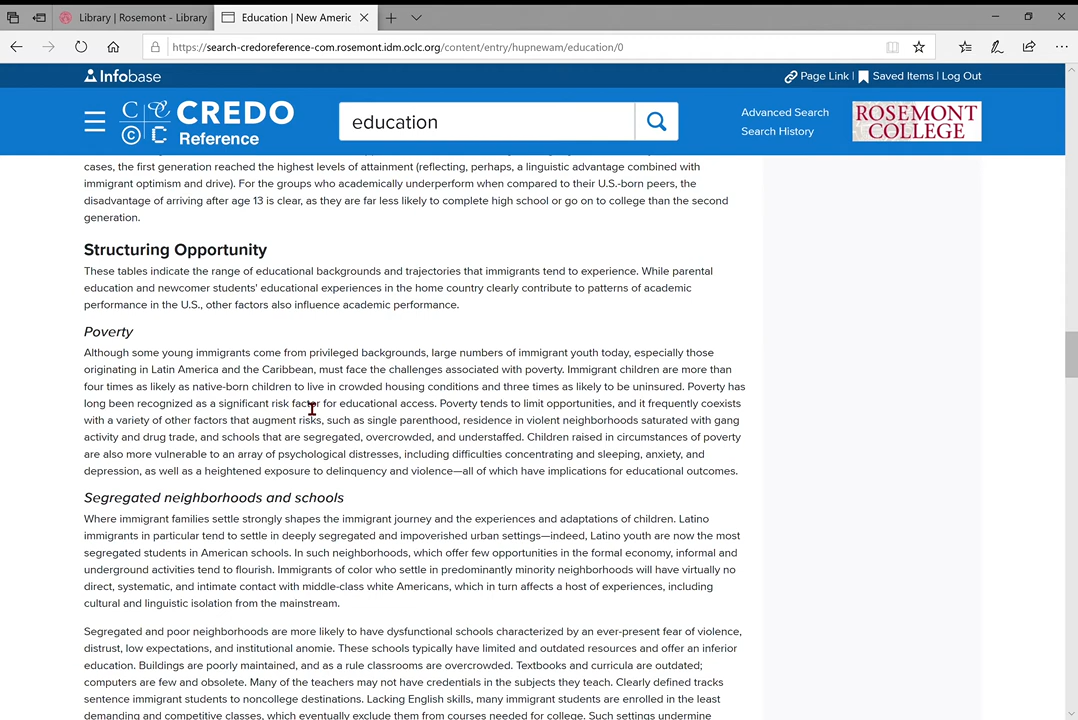 Library | Rosemont - Library
Education | New Americ
https://search-credoreference-com.rosemont.idm.oclc.org/content/entry/hupnewam/education/0
Infobase
Page Link | Saved Items | Log Out
CREDO
Reference
education
Advanced Search
Search History
ROSEMONT
COLLEGE
cases, the first generation reached the highest levels of attainment (reflecting, perhaps, a linguistic advantage combined with
immigrant optimism and drive). For the groups who academically underperform when compared to their U.S.-born peers, the
disadvantage of arriving after age 13 is clear, as they are far less likely to complete high school or go on to college than the second
generation.
Structuring Opportunity
These tables indicate the range of educational backgrounds and trajectories that immigrants tend to experience. While parental
education and newcomer students' educational experiences in the home country clearly contribute to patterns of academic
performance in the U.S., other factors also influence academic performance.
Poverty
Although some young immigrants come from privileged backgrounds, large numbers of immigrant youth today, especially those
originating in Latin America and the Caribbean, must face the challenges associated with poverty. Immigrant children are more than
four times as likely as native-born children to live in crowded housing conditions and three times as likely to be uninsured. Poverty has
long been recognized as a significant risk factor for educational access. Poverty tends to limit opportunities, and it frequently coexists
with a variety of other factors that augment risks, such as single parenthood, residence in violent neighborhoods saturated with gang
activity and drug trade, and schools that are segregated, overcrowded, and understaffed. Children raised in circumstances of poverty
are also more vulnerable to an array of psychological distresses, including difficulties concentrating and sleeping, anxiety, and
depression, as well as a heightened exposure to delinquency and violence—all of which have implications for educational outcomes.
Segregated neighborhoods and schools
Where immigrant families settle strongly shapes the immigrant journey and the experiences and adaptations of children. Latino
immigrants in particular tend to settle in deeply segregated and impoverished urban settings—indeed, Latino youth are now the most
segregated students in American schools. In such neighborhoods, which offer few opportunities in the formal economy, informal and
underground activities tend to flourish. Immigrants of color who settle in predominantly minority neighborhoods will have virtually no
direct, systematic, and intimate contact with middle-class white Americans, which in turn affects a host of experiences, including
cultural and linguistic isolation from the mainstream.
Segregated and poor neighborhoods are more likely to have dysfunctional schools characterized by an ever-present fear of violence,
distrust, low expectations, and institutional anomie. These schools typically have limited and outdated resources and offer an inferior
education. Buildings are poorly maintained, and as a rule classrooms are overcrowded. Textbooks and curricula are outdated;
computers are few and obsolete. Many of the teachers may not have credentials in the subjects they teach. Clearly defined tracks
sentence immigrant students to noncollege destinations. Lacking English skills, many immigrant students are enrolled in the least
demanding and competitive classes, which eventually exclude them from courses needed for college. Such settings undermine